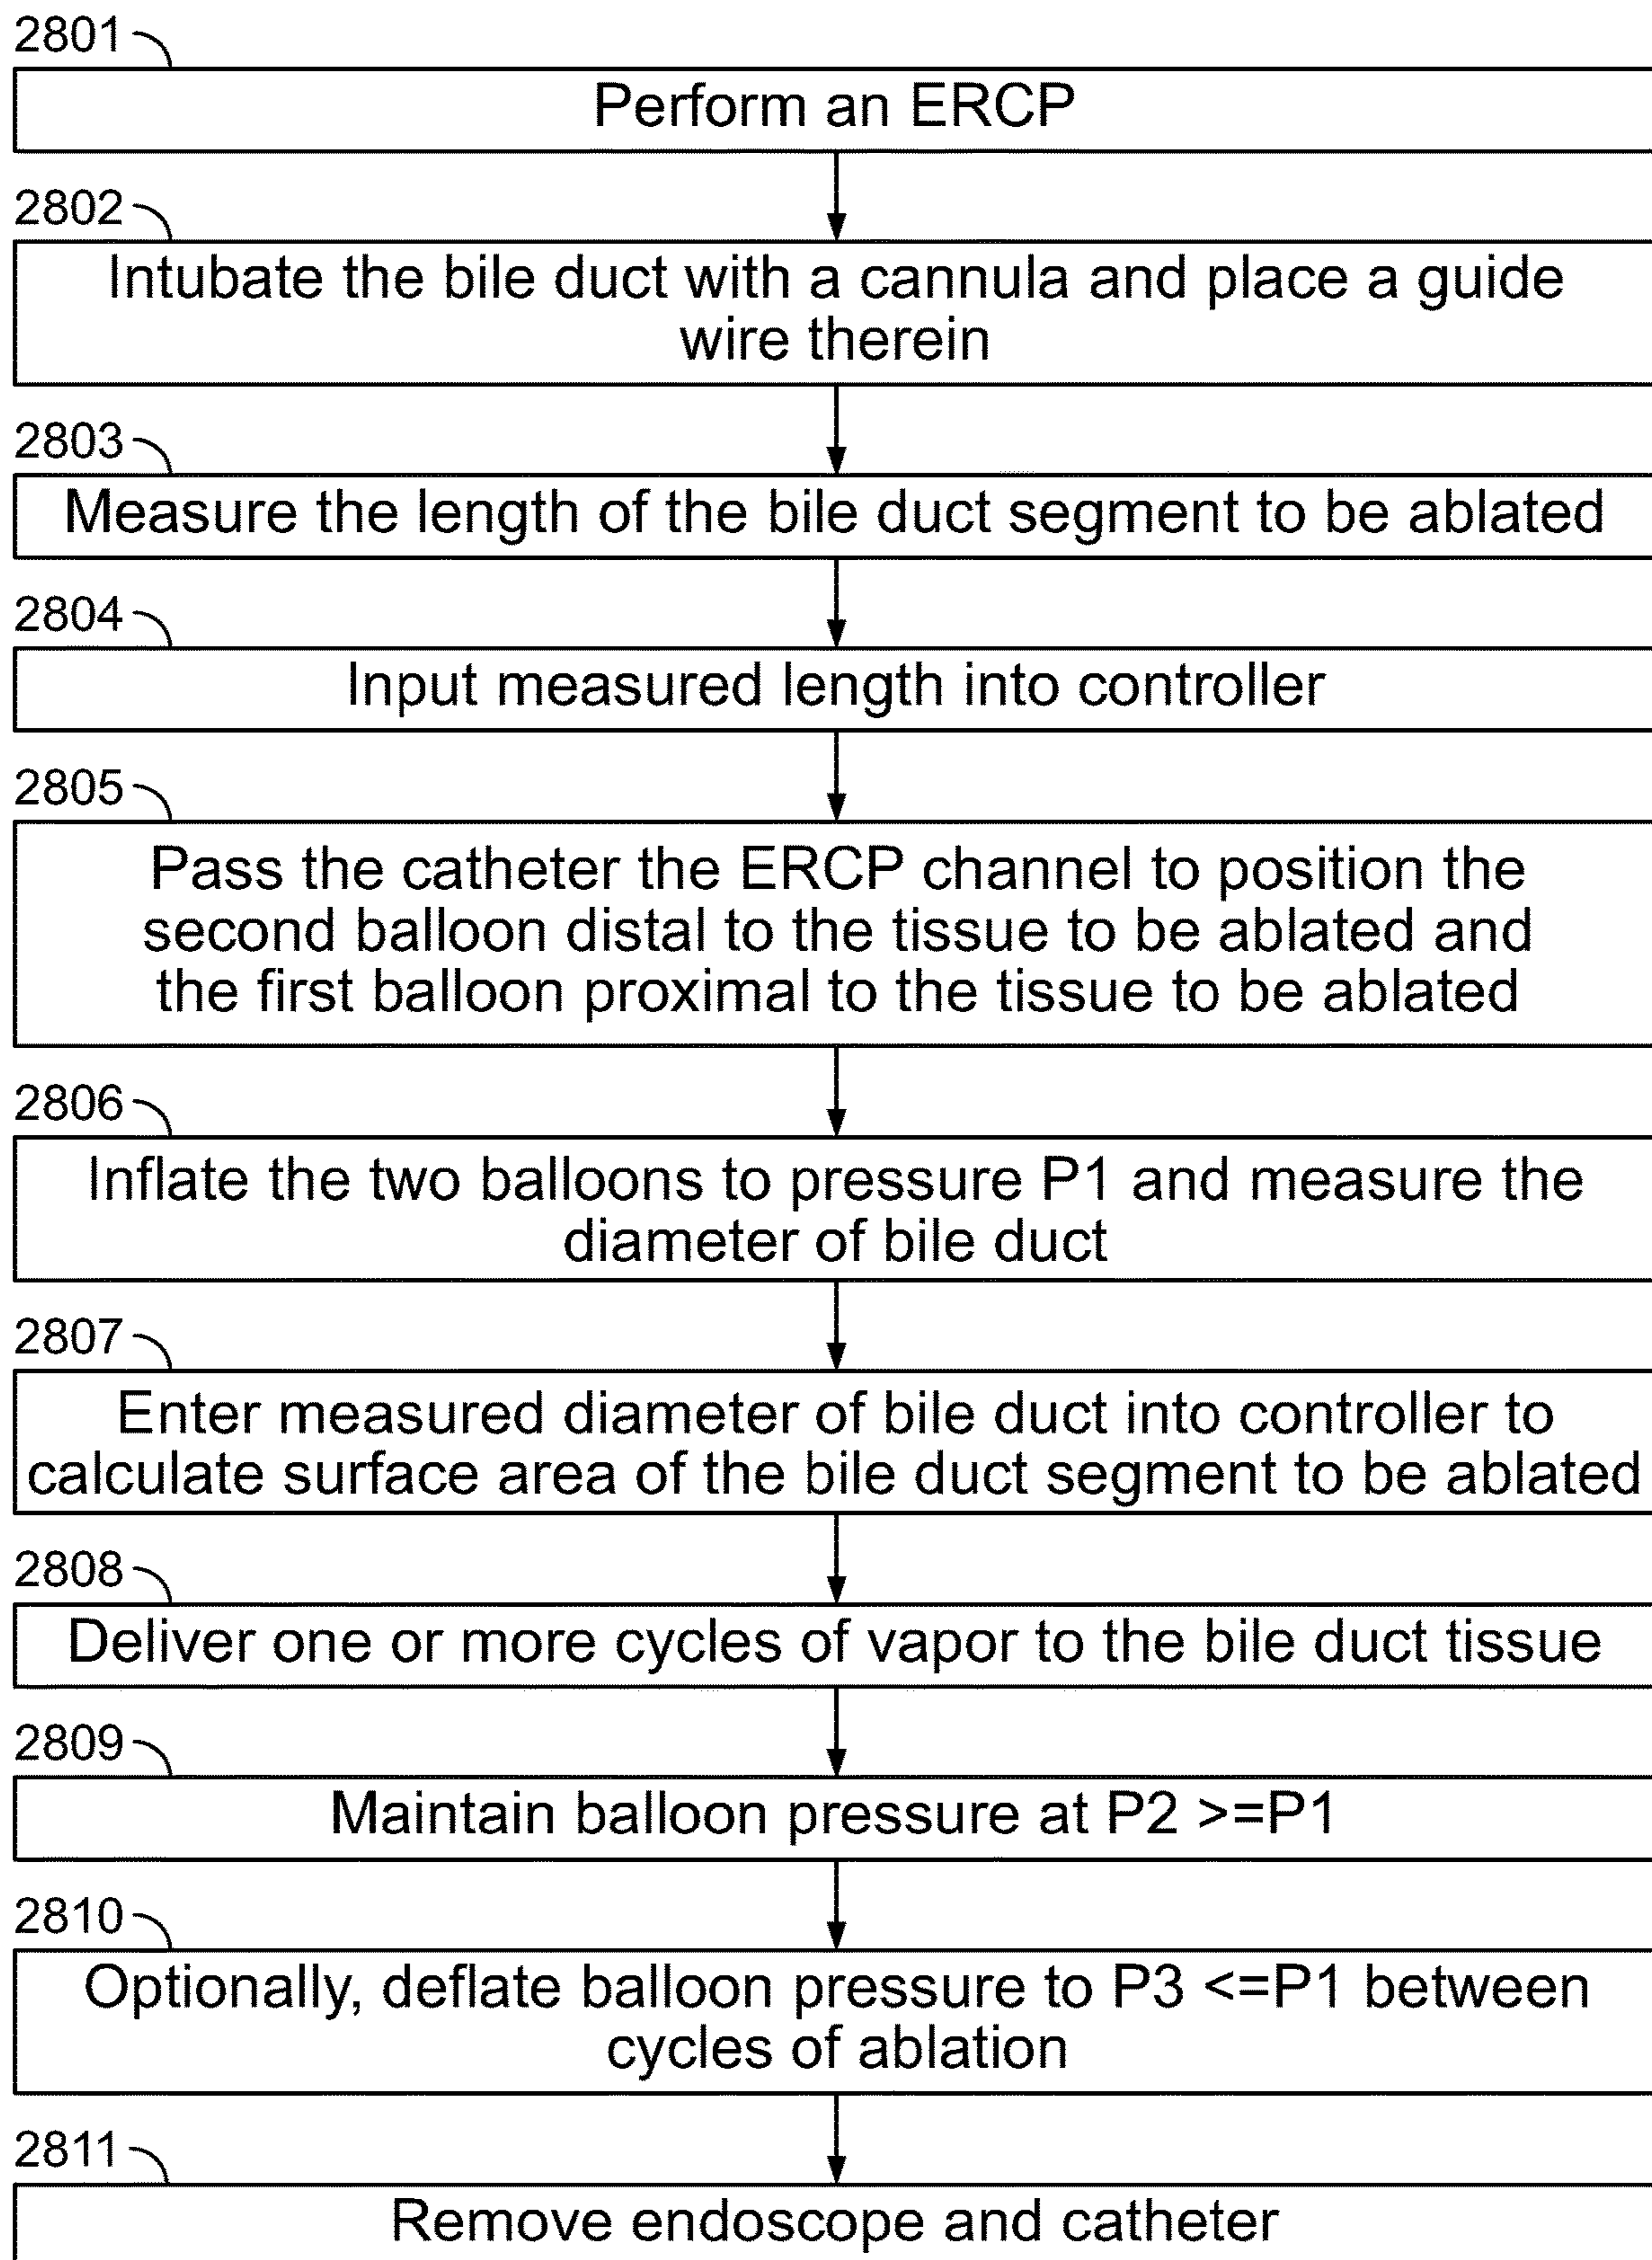 2801
Perform an ERCP
2802
Intubate the bile duct with a cannula and place a guide
wire therein
2803
Measure the length of the bile duct segment to be ablated
2804
Input measured length into controller
2805
Pass the catheter the ERCP channel to position the
second balloon distal to the tissue to be ablated and
the first balloon proximal to the tissue to be ablated
2806
Inflate the two balloons to pressure P1 and measure the
diameter of bile duct
2807
Enter measured diameter of bile duct into controller to
calculate surface area of the bile duct segment to be ablated
2808
Deliver one or more cycles of vapor to the bile duct tissue
2809
Maintain balloon pressure at P2 >=P1
2810
Optionally, deflate balloon pressure to P3 <=P1 between
cycles of ablation
2811
Remove endoscope and catheter